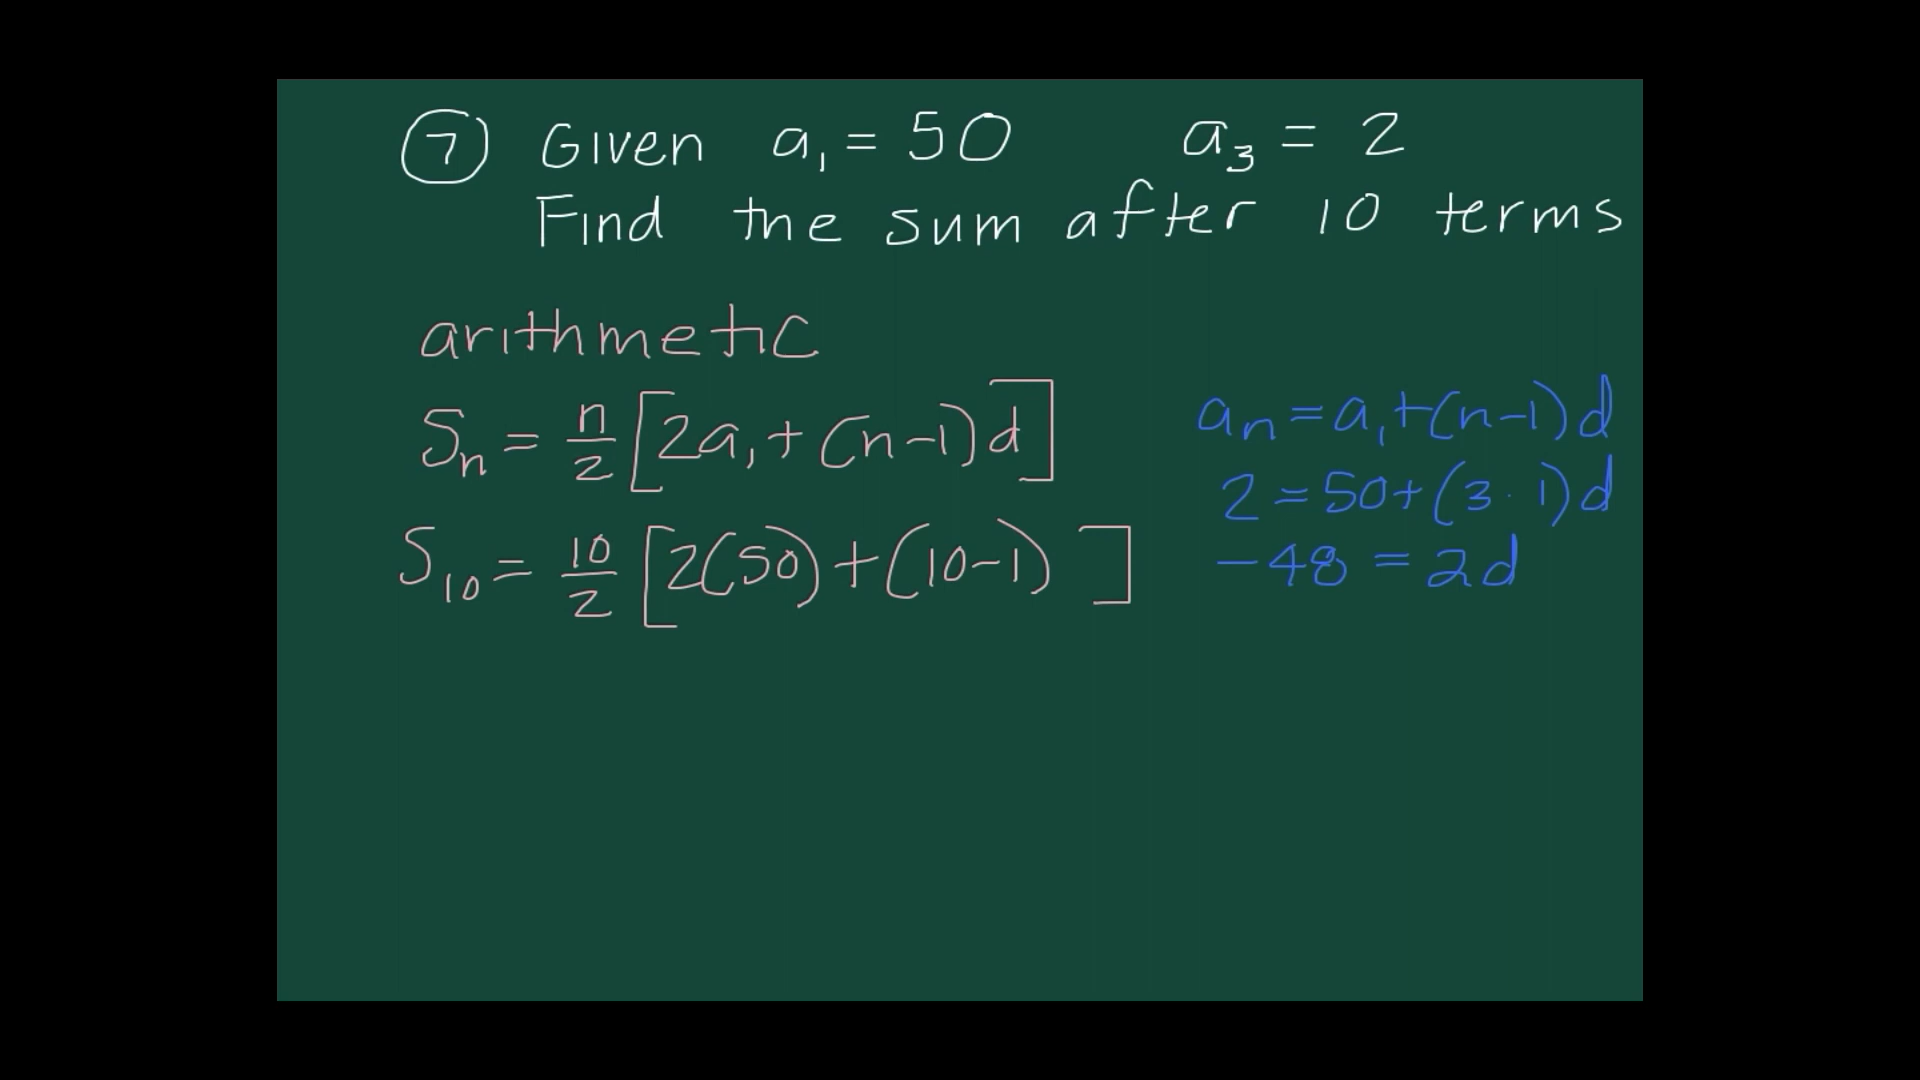 7 Given a₁ = 50 a₃ = 2
Find the sum after 10 terms
arithmetic
Sₙ = n/2 [2a₁ + (n-1)d]
S₁₀ = 10/2 [2(50) + (10-1) ]
aₙ = a₁ + (n-1)d
2 = 50 + (3 · 1)d
-48 = 2d